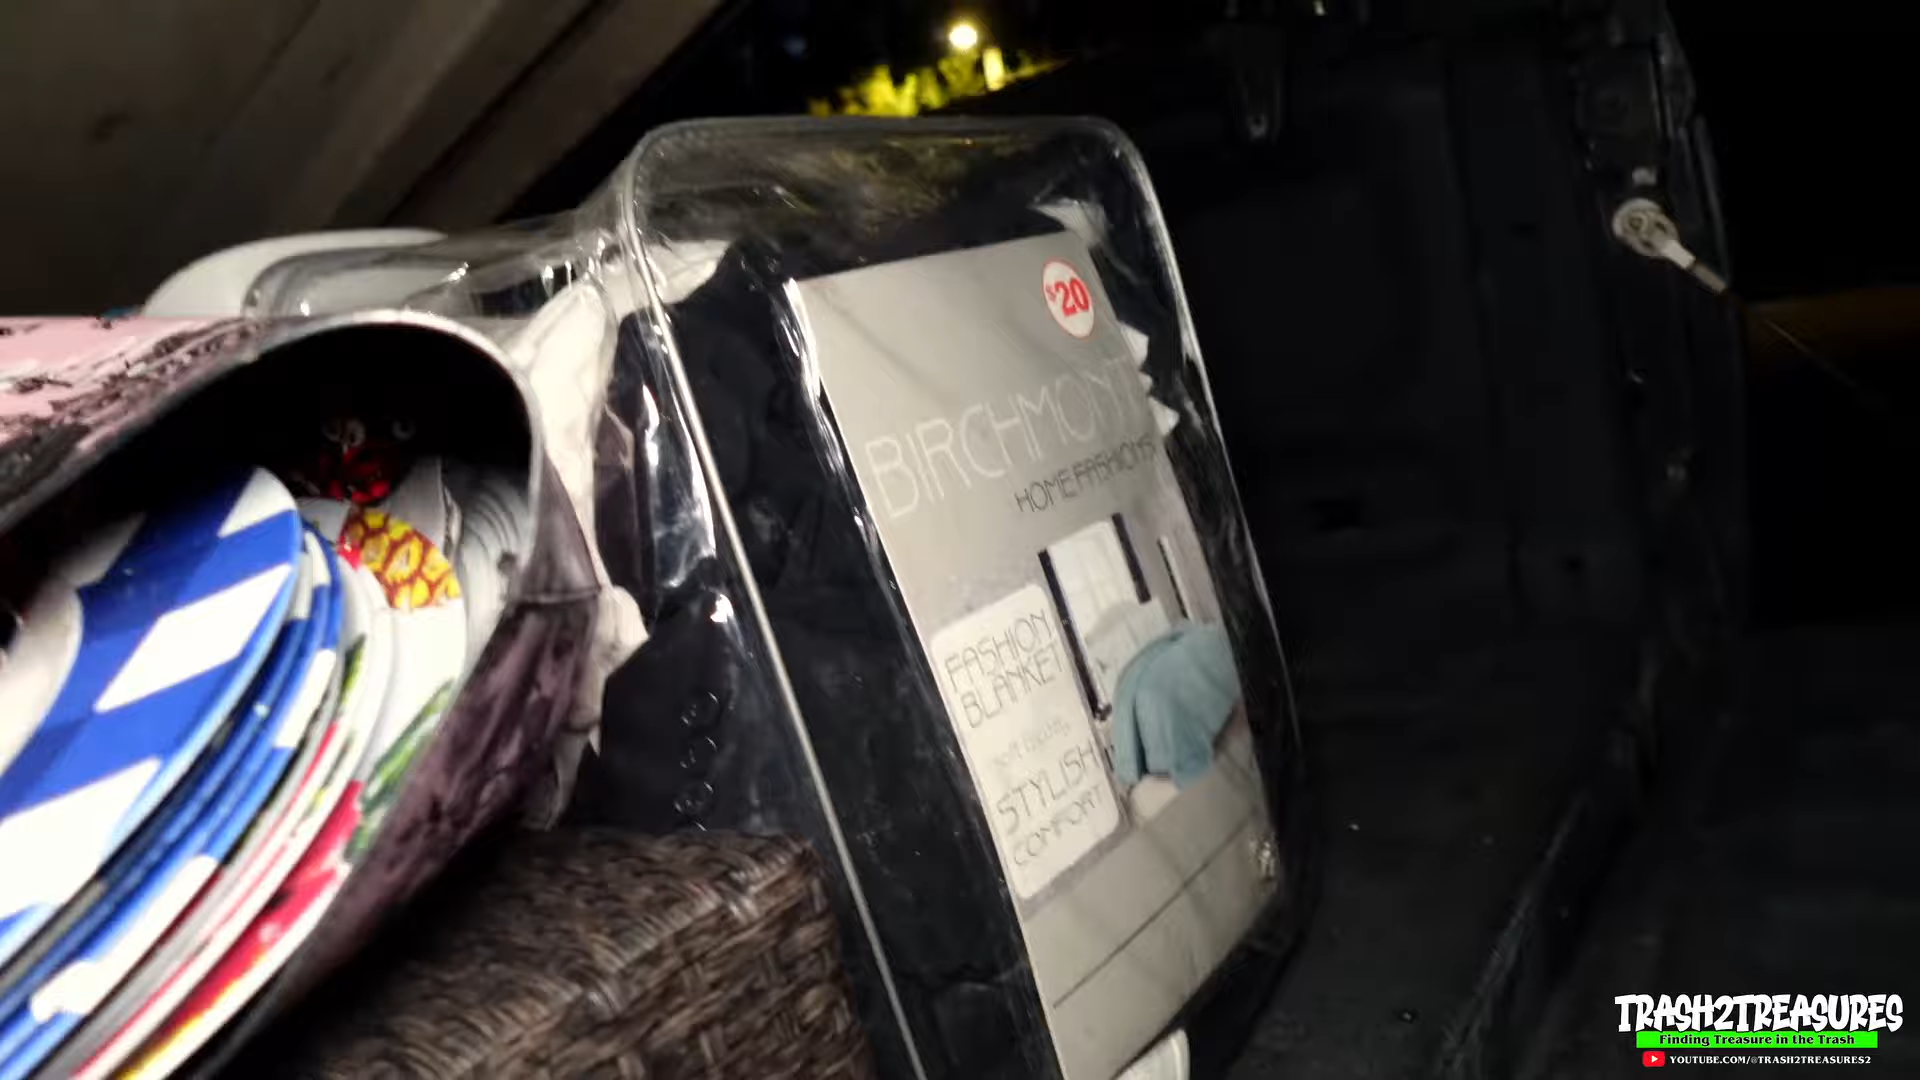 $20
BIRCHMONT
HOME FASHIONS
FASHION
BLANKET
STYLISH
COMFORT
TRASH2TREASURES
Finding Treasure in the Trash
YOUTUBE.COM/@TRASH2TREASURES2